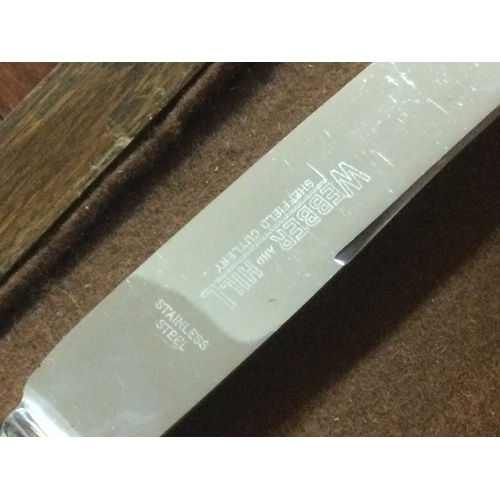 WEBBER AND HILL
SHEFFIELD CUTLERY
STAINLESS
STEEL